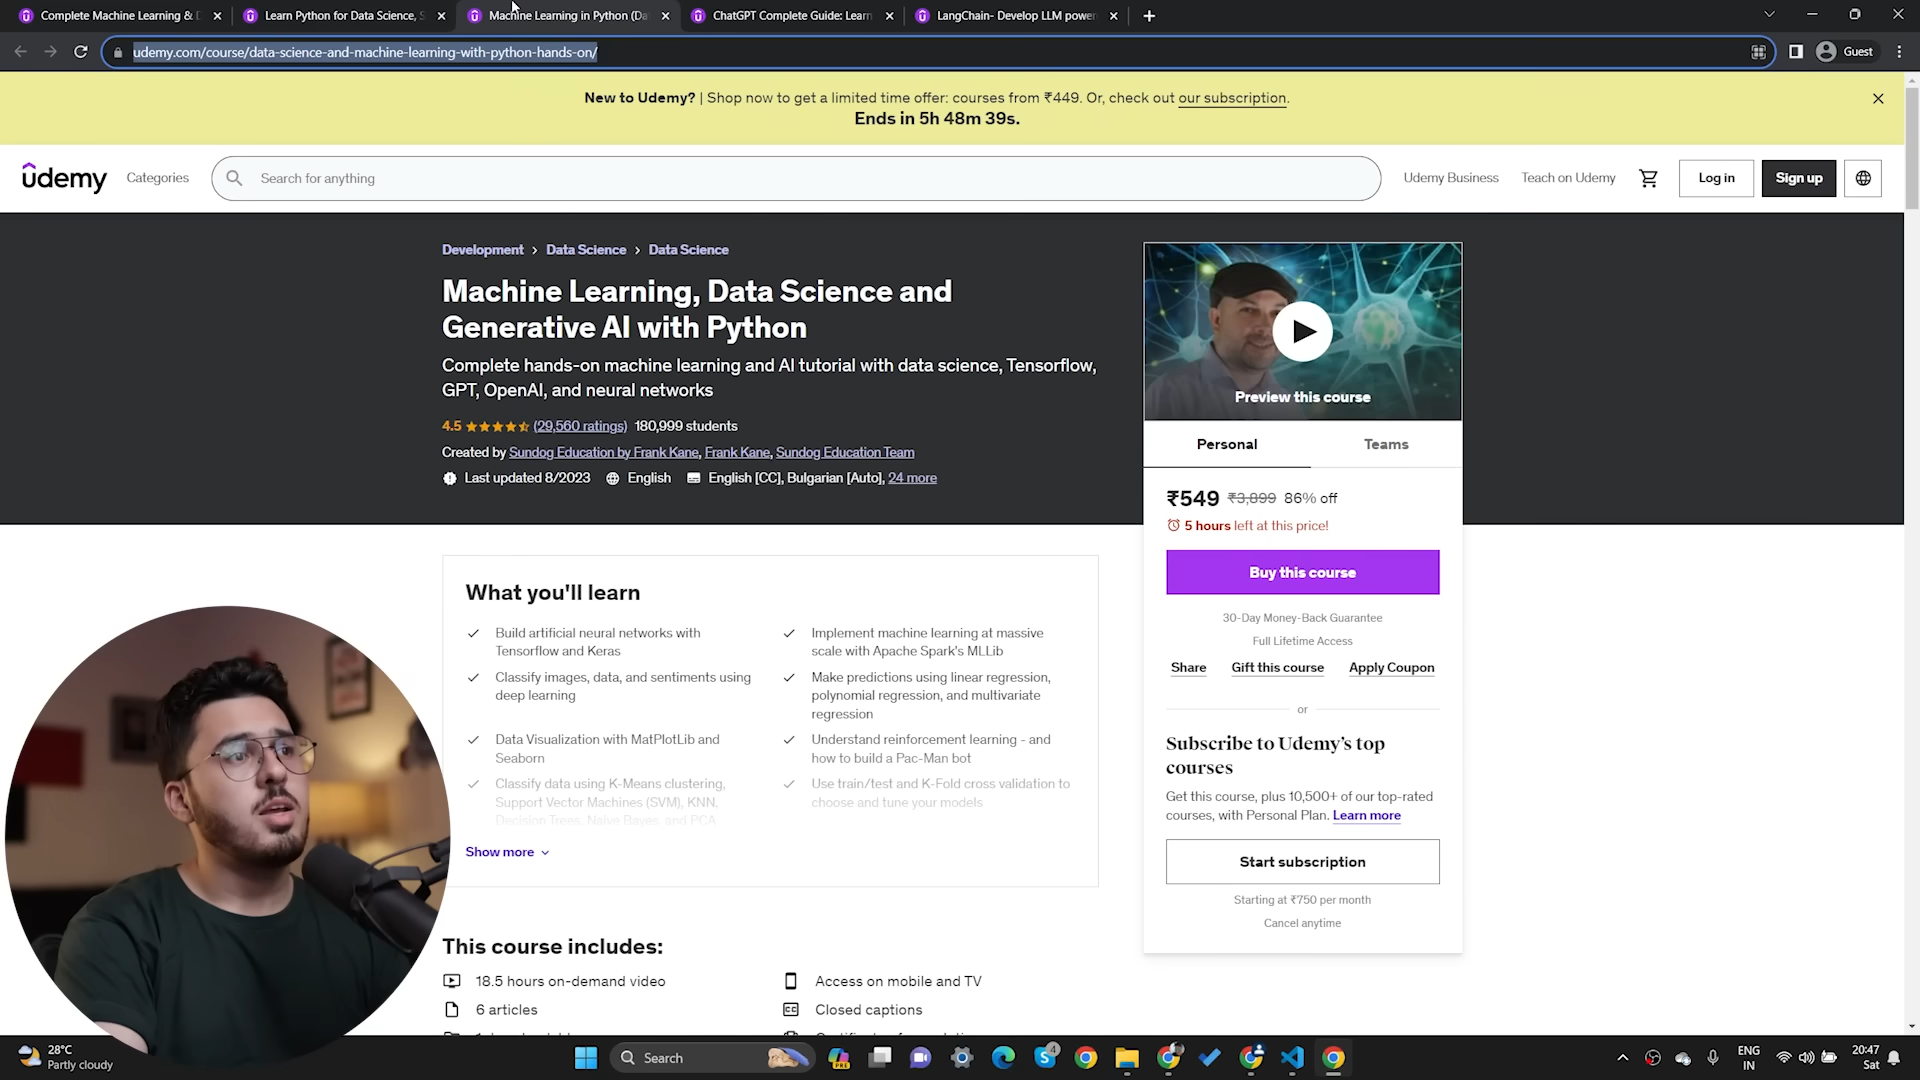 Complete Machine Learning & D
Learn Python for Data Science, S
Machine Learning in Python (Da
ChatGPT Complete Guide: Learn
LangChain- Develop LLM power
udemy.com/course/data-science-and-machine-learning-with-python-hands-on/
Guest
New to Udemy? | Shop now to get a limited time offer: courses from ₹449. Or, check out our subscription.
Ends in 5h 48m 39s.
udemy
Categories
Search for anything
Udemy Business
Teach on Udemy
Log in
Sign up
Development › Data Science › Data Science
Machine Learning, Data Science and
Generative AI with Python
Complete hands-on machine learning and AI tutorial with data science, Tensorflow,
GPT, OpenAI, and neural networks
4.5 (29,560 ratings) 180,999 students
Created by Sundog Education by Frank Kane, Frank Kane, Sundog Education Team
Last updated 8/2023 English English [CC], Bulgarian [Auto], 24 more
Preview this course
Personal
Teams
₹549 ₹3,899 86% off
5 hours left at this price!
Buy this course
30-Day Money-Back Guarantee
Full Lifetime Access
Share
Gift this course
Apply Coupon
or
Subscribe to Udemy's top
courses
Get this course, plus 10,500+ of our top-rated
courses, with Personal Plan. Learn more
Start subscription
Starting at ₹750 per month
Cancel anytime
What you'll learn
Build artificial neural networks with
Tensorflow and Keras
Classify images, data, and sentiments using
deep learning
Data Visualization with MatPlotLib and
Seaborn
Classify data using K-Means clustering,
Support Vector Machines (SVM), KNN,
Decision Trees, Naive Bayes, and PCA.
Implement machine learning at massive
scale with Apache Spark's MLLib
Make predictions using linear regression,
polynomial regression, and multivariate
regression
Understand reinforcement learning - and
how to build a Pac-Man bot
Use train/test and K-Fold cross validation to
choose and tune your models
Show more
This course includes:
18.5 hours on-demand video
6 articles
Access on mobile and TV
Closed captions
28°C
Partly cloudy
Search
PRE
4
ENG
IN
20:47
Sat